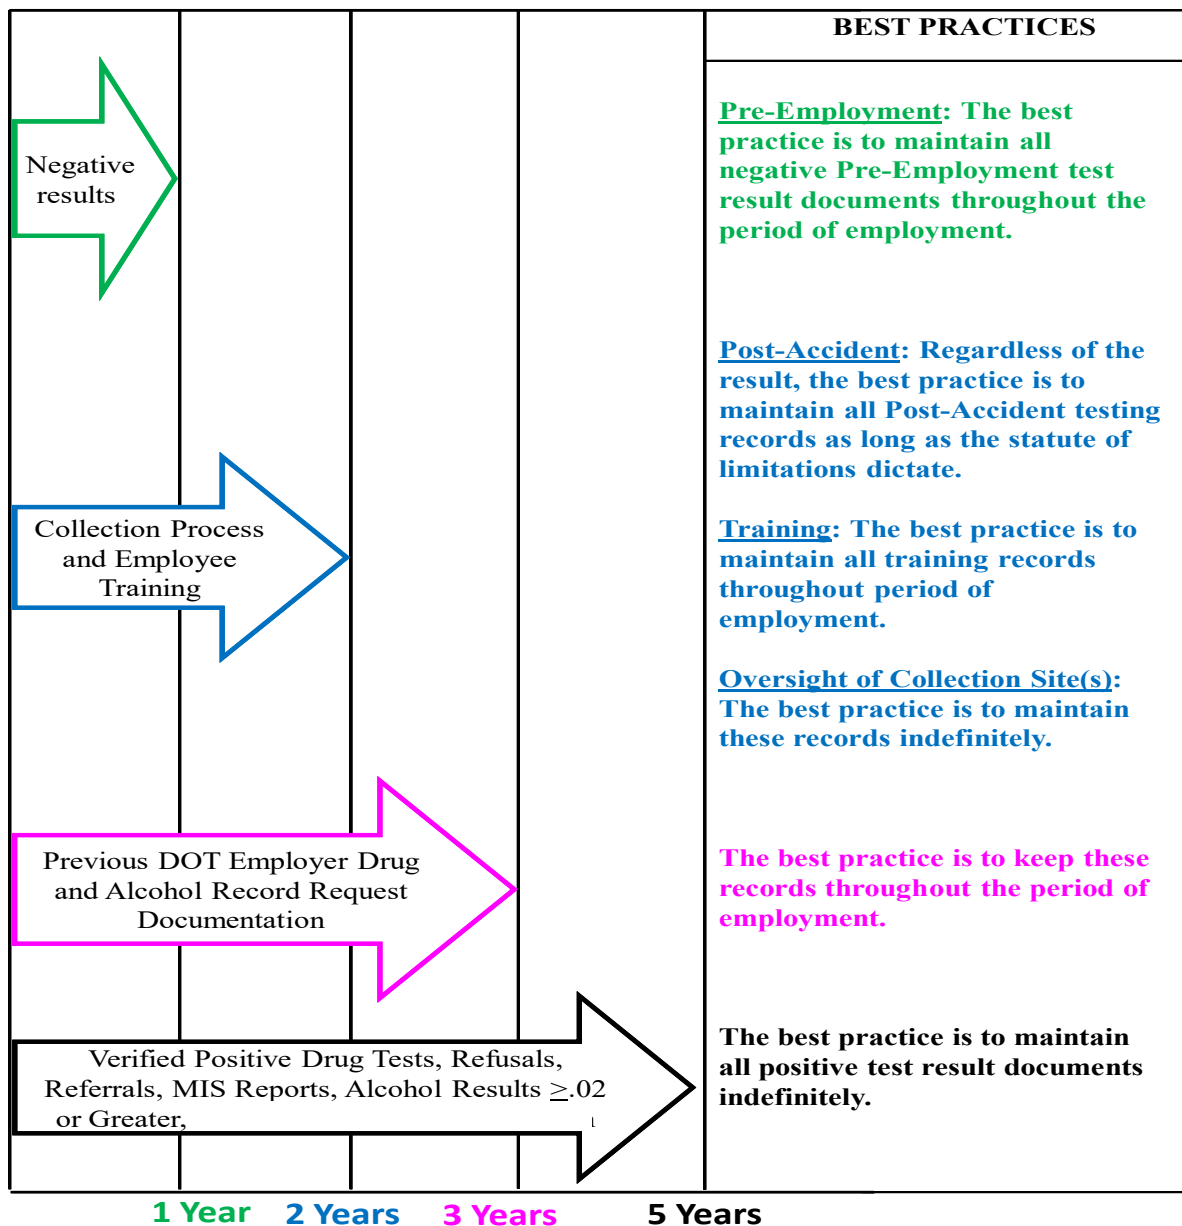 BEST PRACTICES
Negative
results
Pre-Employment: The best
practice is to maintain all
negative Pre-Employment test
result documents throughout the
period of employment.
Post-Accident: Regardless of the
result, the best practice is to
maintain all Post-Accident testing
records as long as the statute of
limitations dictate.
Collection Process
and Employee
Training
Training: The best practice is to
maintain all training records
throughout period of
employment.
Oversight of Collection Site(s):
The best practice is to maintain
these records indefinitely.
Previous DOT Employer Drug
and Alcohol Record Request
Documentation
The best practice is to keep these
records throughout the period of
employment.
Verified Positive Drug Tests, Refusals,
Referrals, MIS Reports, Alcohol Results ≥.02
or Greater,
The best practice is to maintain
all positive test result documents
indefinitely.
1 Year 2 Years 3 Years 5 Years